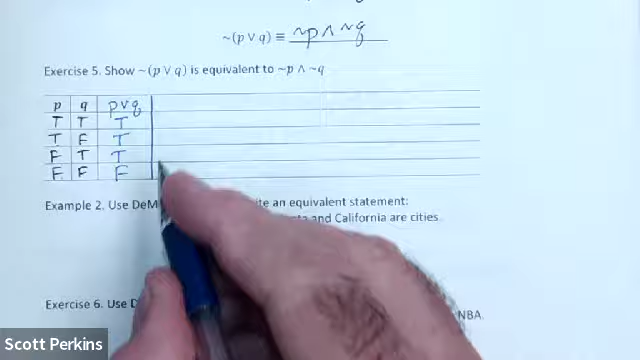 ~(p ∨ q) ≡ ~p ∧ ~q
Exercise 5. Show ~(p ∨ q) is equivalent to ~p ∧ ~q
p q p∨q
T T T
T F T
F T T
F F F
Example 2. Use DeM ite an equivalent statement:
and California are cities.
Exercise 6. Use D NBA.
Scott Perkins